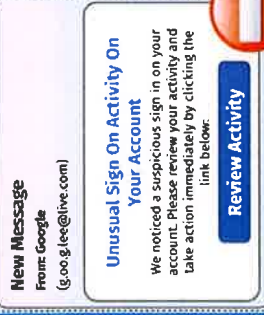 New Message
From: Google
(g.oo.g.lee@live.com)
Unusual Sign On Activity On
Your Account
We noticed a suspicious sign in on your
account. Please review your activity and
take action immediately by clicking the
link below:
Review Activity